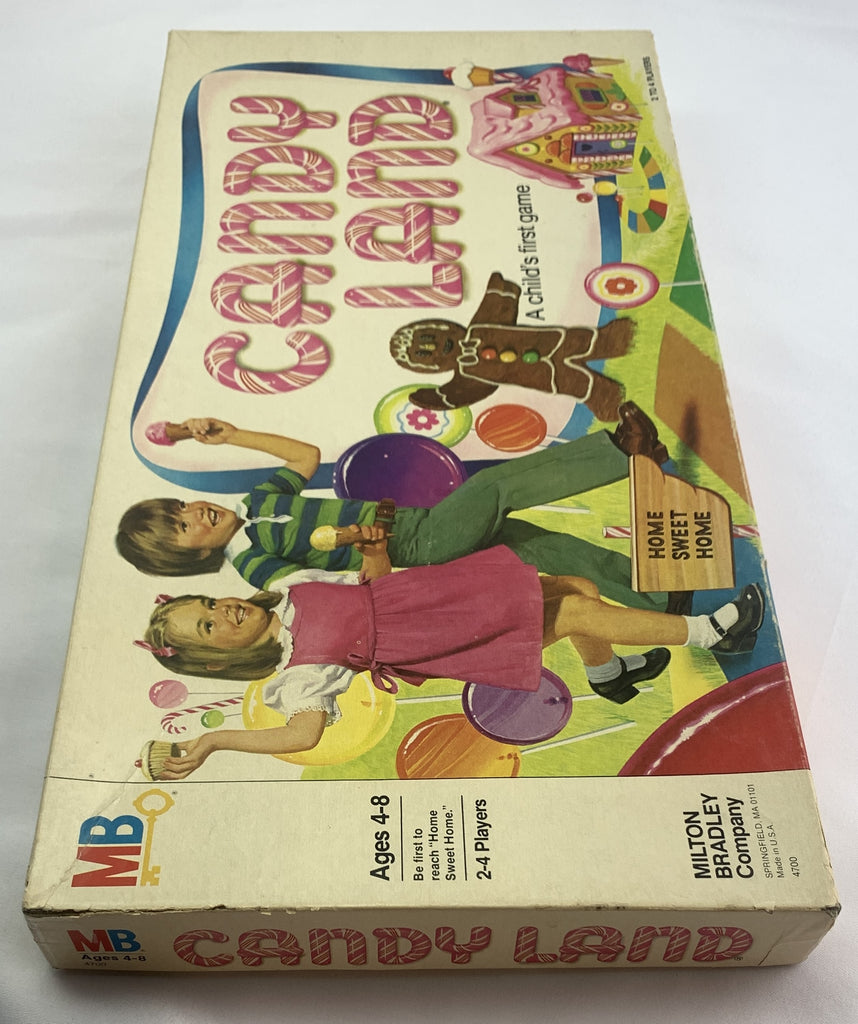 MB
Ages 4-8
Be first to
reach "Home
Sweet Home."
2-4 Players
MILTON
BRADLEY
Company
SPRINGFIELD, MA 01101
Made in U.S.A.
4700
CANDY
LAND®
A child's first game
2 TO 4 PLAYERS
HOME
SWEET
HOME
MB
Ages 4-8
4700
CANDY LAND®